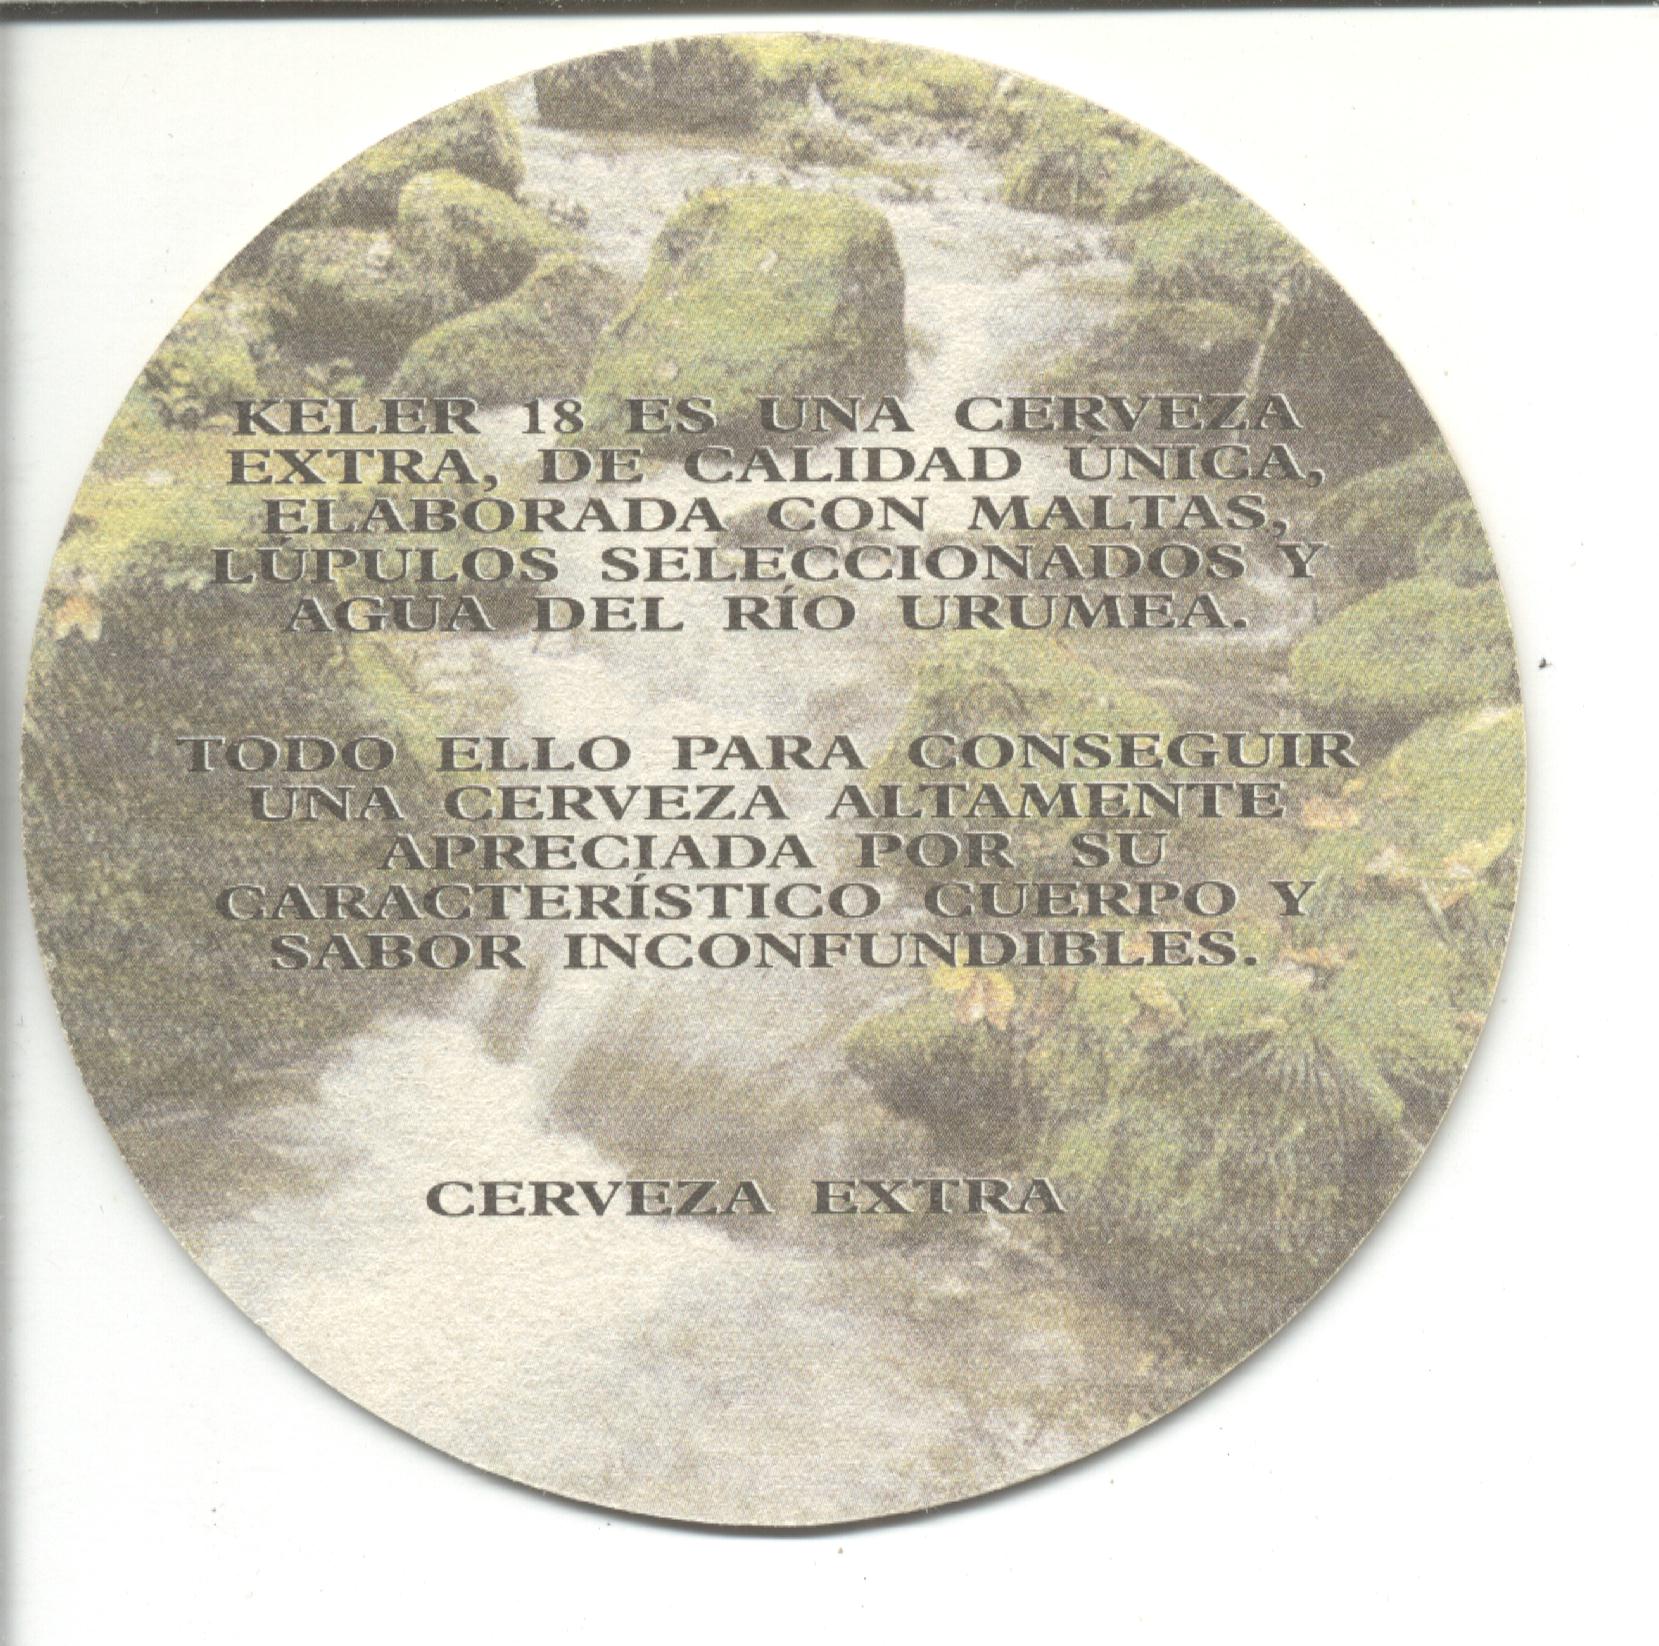 KELER 18 ES UNA CERVEZA
EXTRA, DE CALIDAD ÚNICA,
ELABORADA CON MALTAS,
LÚPULOS SELECCIONADOS Y
AGUA DEL RÍO URUMEA.
TODO ELLO PARA CONSEGUIR
UNA CERVEZA ALTAMENTE
APRECIADA POR SU
CARACTERÍSTICO CUERPO Y
SABOR INCONFUNDIBLES.
CERVEZA EXTRA